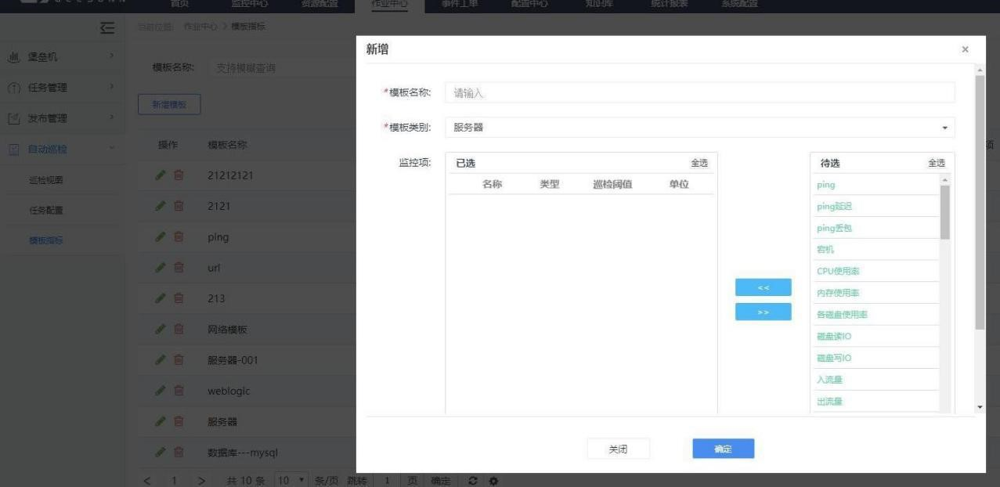 首页 监控中心 资源配置 作业中心 事件工单 配置中心 知识库 统计报表 系统配置
当前位置: 作业中心 > 模板指标
堡垒机
任务管理
发布管理
自动巡检
巡检视图
任务配置
模板指标
模板名称: 支持模糊查询
新增模板
操作 模板名称
21212121
2121
ping
url
213
网络模板
服务器-001
weblogic
服务器
数据库---mysql
< 1 > 共 10 条 10 条/页 跳转 1 页 确定
项
新增 ×
*模板名称: 请输入
*模板类别: 服务器
监控项: 已选 全选
名称 类型 巡检阈值 单位
<<
>>
待选 全选
ping
ping延迟
ping丢包
宕机
CPU使用率
内存使用率
各磁盘使用率
磁盘读IO
磁盘写IO
入流量
出流量
关闭 确定